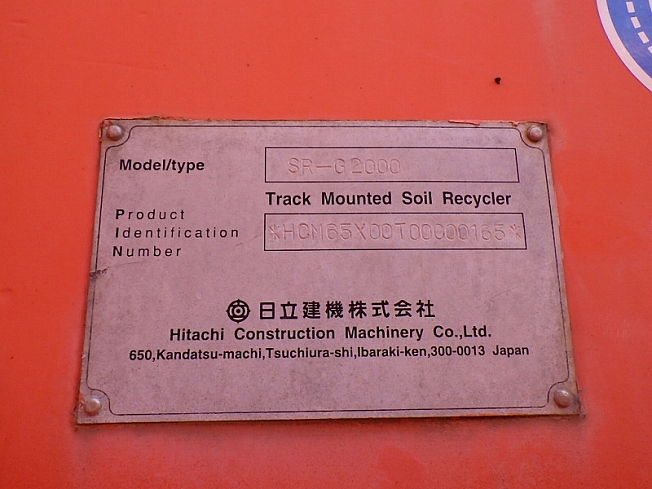 Model/type SR-G2000
Track Mounted Soil Recycler
Product
Identification *HCM65X00T00000165*
Number
日立建機株式会社
Hitachi Construction Machinery Co.,Ltd.
650,Kandatsu-machi,Tsuchiura-shi,Ibaraki-ken,300-0013 Japan